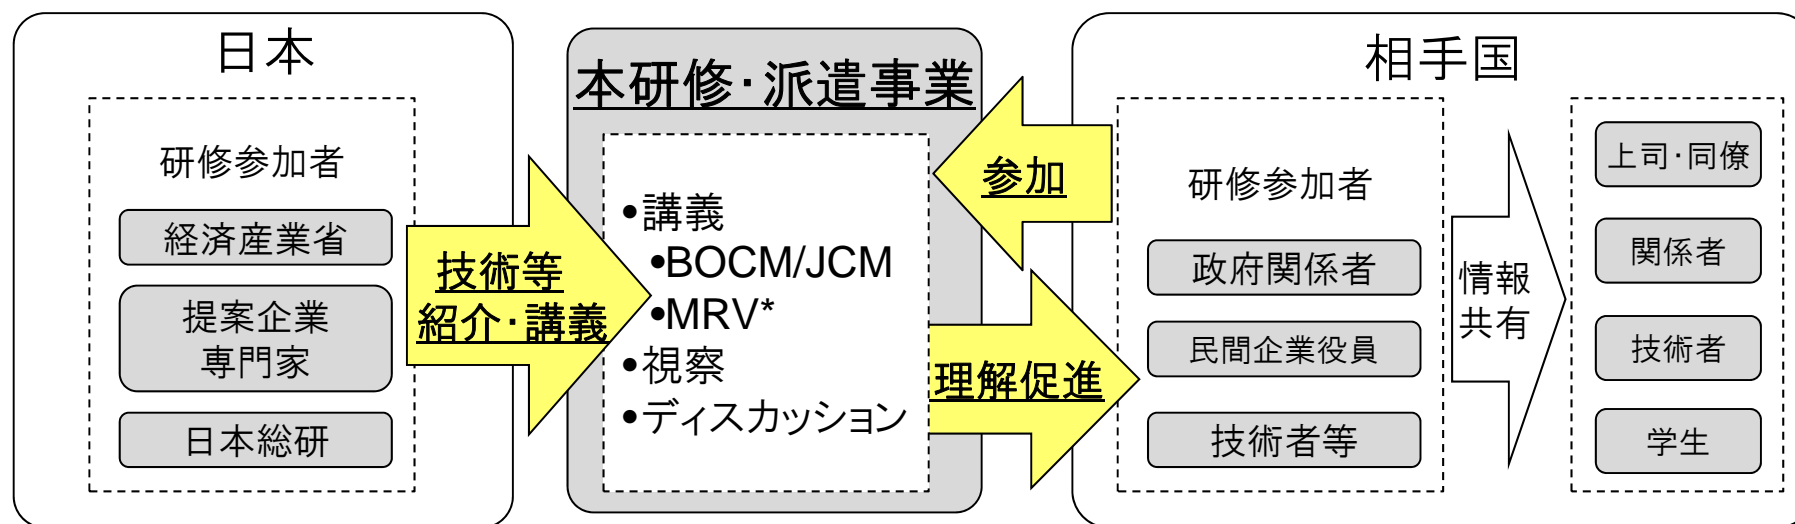 日本
研修参加者
経済産業省
提案企業
専門家
日本総研
技術等
紹介・講義
本研修・派遣事業
•講義
•BOCM/JCM
•MRV*
•視察
•ディスカッション
参加
理解促進
相手国
研修参加者
政府関係者
民間企業役員
技術者等
情報
共有
上司・同僚
関係者
技術者
学生